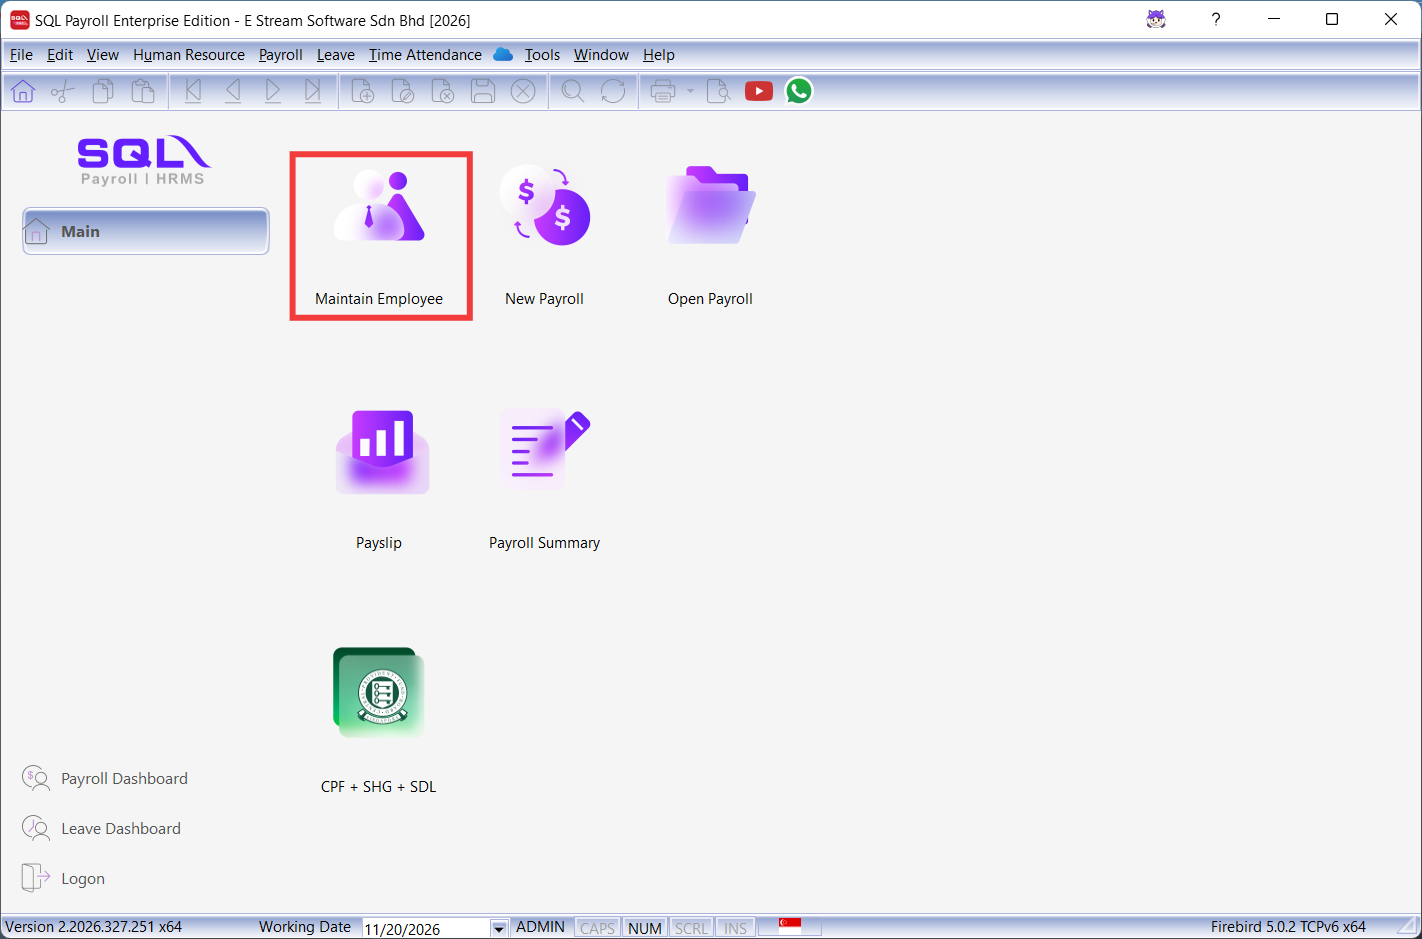 SQL Payroll Enterprise Edition - E Stream Software Sdn Bhd [2026]
?
File Edit View Human Resource Payroll Leave Time Attendance Tools Window Help
SQL
Payroll | HRMS
Main
Maintain Employee
New Payroll
Open Payroll
Payslip
Payroll Summary
CPF + SHG + SDL
Payroll Dashboard
Leave Dashboard
Logon
Version 2.2026.327.251 x64 Working Date 11/20/2026 ADMIN CAPS NUM SCRL INS Firebird 5.0.2 TCPv6 x64